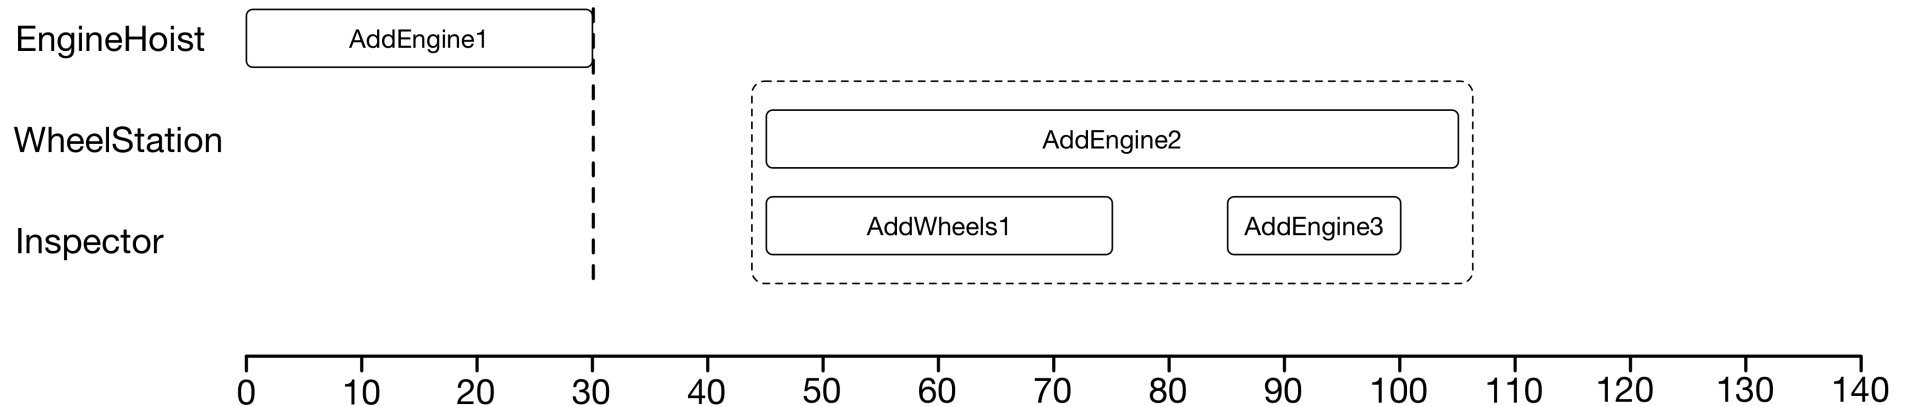 EngineHoist
AddEngine1
WheelStation
AddEngine2
Inspector
AddWheels1
AddEngine3
0 10 20 30 40 50 60 70 80 90 100 110 120 130 140